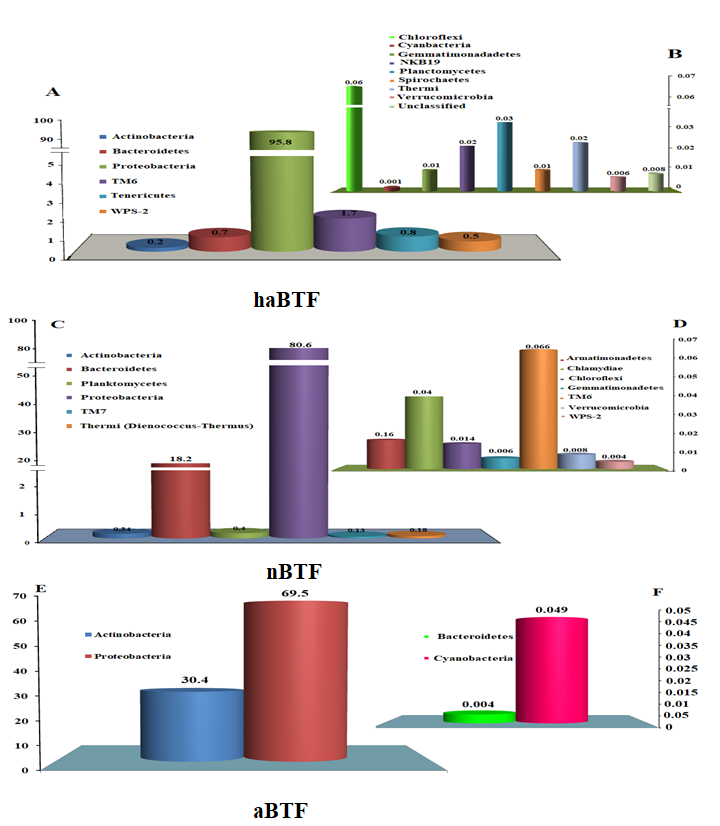 Chloroflexi
Cyanbacteria
Gemmatimonadadetes
NKB19
Planctomycetes
Spirochaetes
Thermi
Verrucomicrobia
Unclassified
B
0.07
0.06
0.03
0.02
0.01
0
0.06
0.001
0.01
0.02
0.03
0.01
0.02
0.006
0.008
A
100
90
5
4
3
2
1
0
Actinobacteria
Bacteroidetes
Proteobacteria
TM6
Tenericutes
WPS-2
0.2
0.7
95.8
1.7
0.8
0.5
haBTF
C
100
80
50
30
20
2
1
0
Actinobacteria
Bacteroidetes
Planktomycetes
Proteobacteria
TM7
Thermi (Dienococcus-Thermus)
0.34
18.2
0.4
80.6
0.13
0.18
D
0.07
0.06
0.05
0.04
0.03
0.02
0.01
0
Armatimonadetes
Chlamydiae
Chloroflexi
Gemmatimonadetes
TM6
Verrucomicrobia
WPS-2
0.16
0.04
0.014
0.006
0.066
0.008
0.004
nBTF
E
70
60
50
40
30
20
10
0
Actinobacteria
Proteobacteria
30.4
69.5
F
0.05
0.045
0.04
0.035
0.03
0.025
0.02
0.015
0.01
0.05
0
Bacteroidetes
Cyanobacteria
0.004
0.049
aBTF